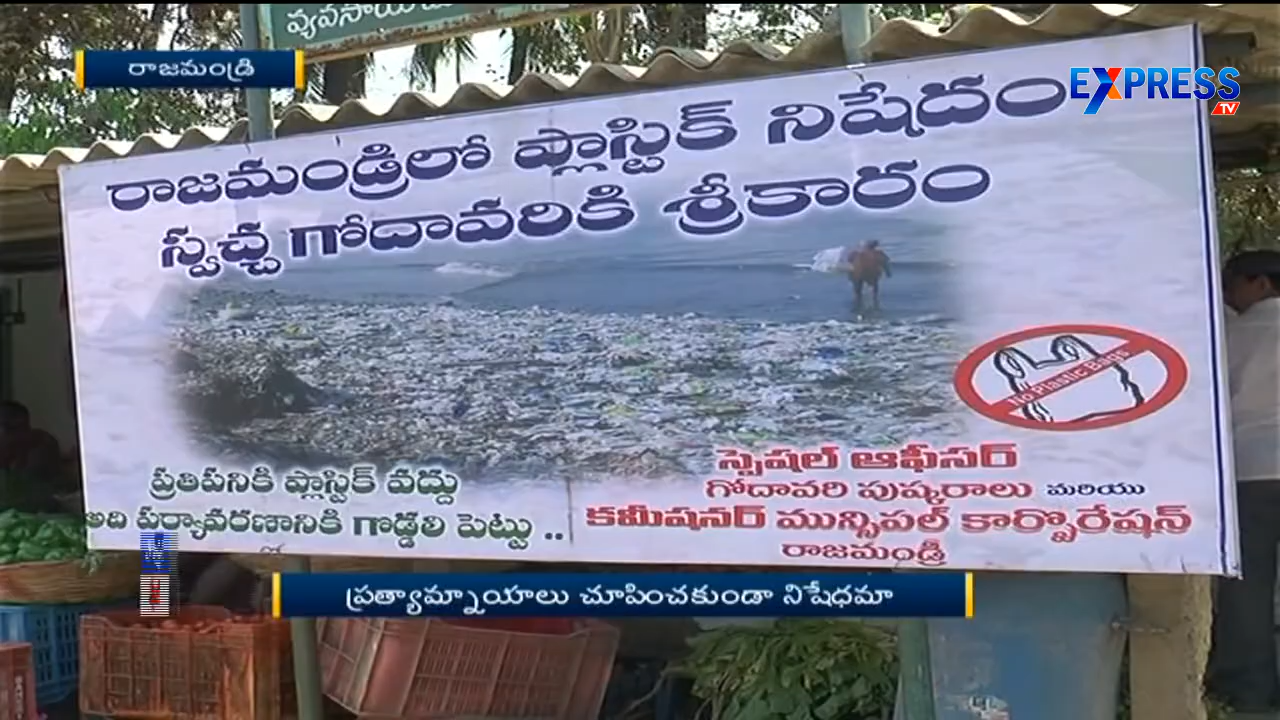 వ్యవసాయ
రాజమండ్రి
EXPRESS
TV
రాజమండ్రిలో ప్లాస్టిక్ నిషేదం
స్వచ్ఛ గోదావరికి శ్రీకారం
No Plastic Bags
ప్రతిపనికి ప్లాస్టిక్ వద్దు
అది పర్యావరణానికి గొడ్డలి పెట్టు ..
స్పెషల్ ఆఫీసర్
గోదావరి పుష్కరాలు మరియు
కమీషనర్ మున్సిపల్ కార్పొరేషన్
రాజమండ్రి
ప్రత్యామ్నాయాలు చూపించకుండా నిషేధమా